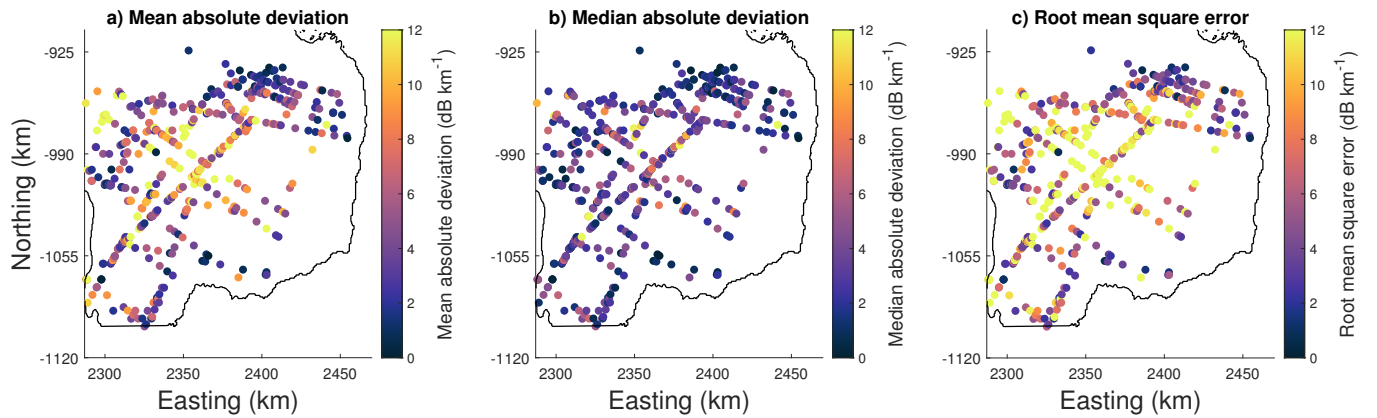 a) Mean absolute deviation
b) Median absolute deviation
c) Root mean square error
Northing (km)
-925
-990
-1055
-1120
2300 2350 2400 2450
Easting (km)
0
2
4
6
8
10
12
Mean absolute deviation (dB km-1)
-925
-990
-1055
-1120
2300 2350 2400 2450
Easting (km)
0
2
4
6
8
10
12
Median absolute deviation (dB km-1)
-925
-990
-1055
-1120
2300 2350 2400 2450
Easting (km)
0
2
4
6
8
10
12
Root mean square error (dB km-1)